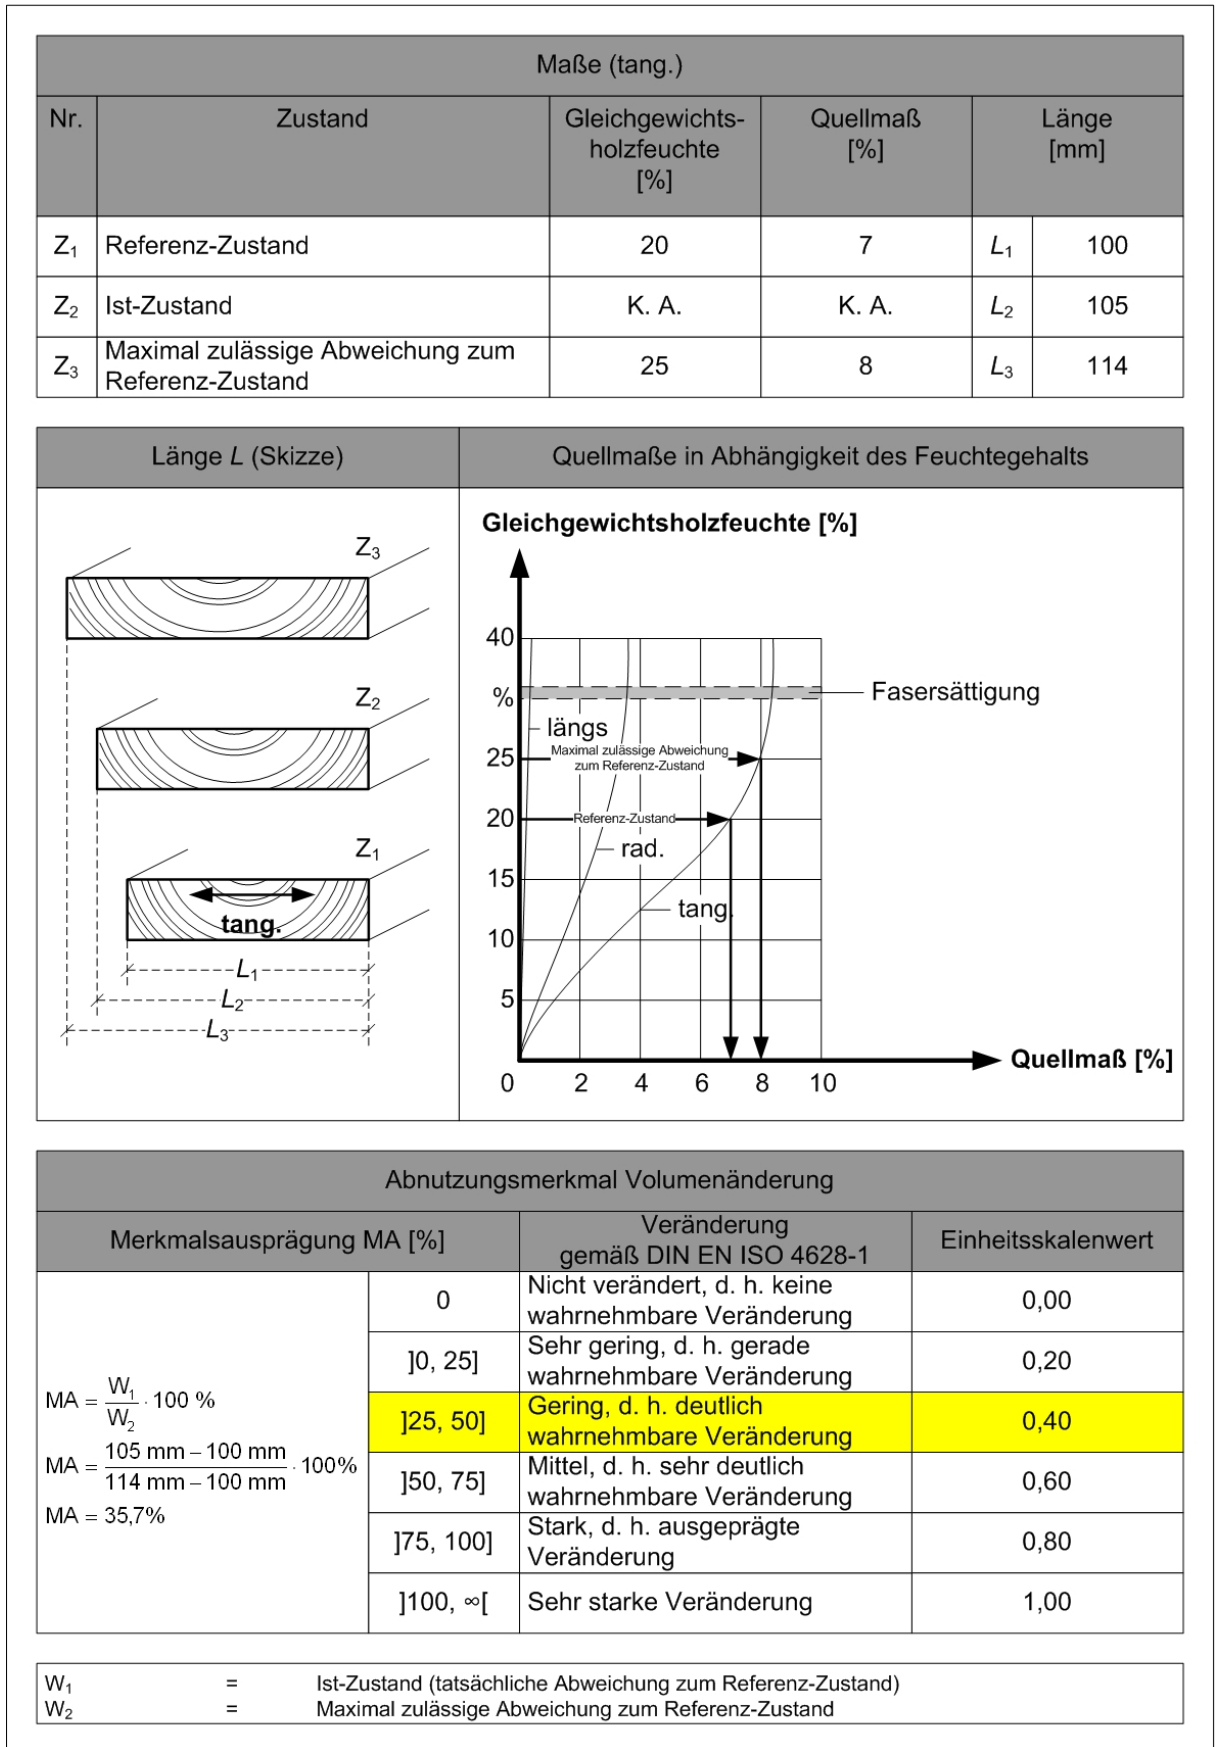 Maße (tang.)
Nr.
Zustand
Gleichgewichts-
holzfeuchte
[%]
Quellmaß
[%]
Länge
[mm]
Z₁ Referenz-Zustand 20 7 L₁ 100
Z₂ Ist-Zustand K. A. K. A. L₂ 105
Z₃ Maximal zulässige Abweichung zum
Referenz-Zustand 25 8 L₃ 114
Länge L (Skizze)
Z₃
Z₂
Z₁
tang.
L₁
L₂
L₃
Quellmaße in Abhängigkeit des Feuchtegehalts
Gleichgewichtsholzfeuchte [%]
40
%
Fasersättigung
längs
25
Maximal zulässige Abweichung
zum Referenz-Zustand
20
Referenz-Zustand
rad.
15
tang.
10
5
Quellmaß [%]
0 2 4 6 8 10
Abnutzungsmerkmal Volumenänderung
Merkmalsausprägung MA [%]
Veränderung
gemäß DIN EN ISO 4628-1
Einheitsskalenwert
MA = W₁/W₂ · 100 %
MA = (105 mm – 100 mm)/(114 mm – 100 mm) · 100%
MA = 35,7%
0 Nicht verändert, d. h. keine
wahrnehmbare Veränderung 0,00
]0, 25] Sehr gering, d. h. gerade
wahrnehmbare Veränderung 0,20
]25, 50] Gering, d. h. deutlich
wahrnehmbare Veränderung 0,40
]50, 75] Mittel, d. h. sehr deutlich
wahrnehmbare Veränderung 0,60
]75, 100] Stark, d. h. ausgeprägte
Veränderung 0,80
]100, ∞[ Sehr starke Veränderung 1,00
W₁ = Ist-Zustand (tatsächliche Abweichung zum Referenz-Zustand)
W₂ = Maximal zulässige Abweichung zum Referenz-Zustand